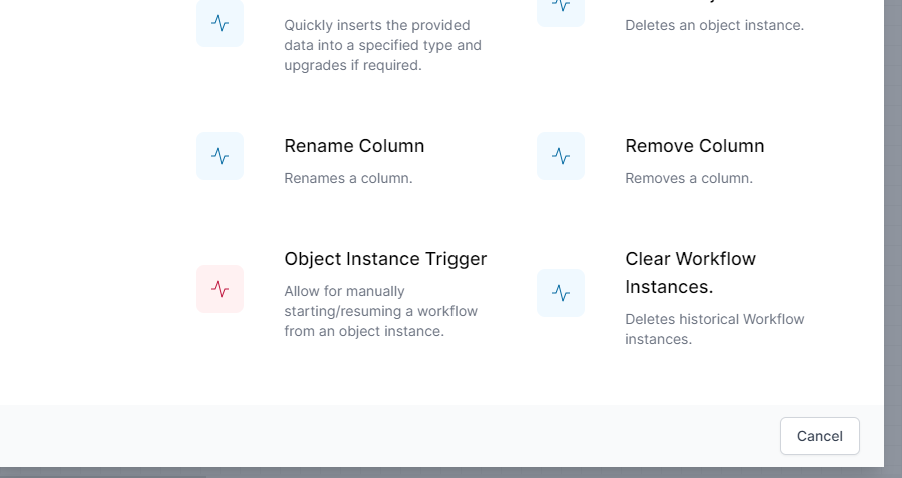 Quickly inserts the provided
data into a specified type and
upgrades if required.
Deletes an object instance.
Rename Column
Renames a column.
Remove Column
Removes a column.
Object Instance Trigger
Allow for manually
starting/resuming a workflow
from an object instance.
Clear Workflow
Instances.
Deletes historical Workflow
instances.
Cancel